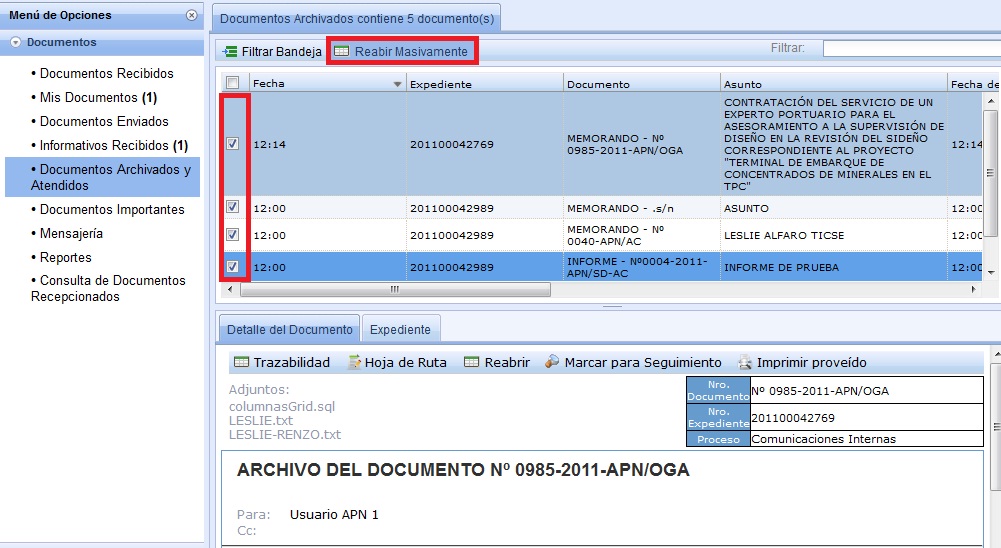 Menú de Opciones
Documentos
• Documentos Recibidos
• Mis Documentos (1)
• Documentos Enviados
• Informativos Recibidos (1)
• Documentos Archivados y
Atendidos
• Documentos Importantes
• Mensajería
• Reportes
• Consulta de Documentos
Recepcionados
Documentos Archivados contiene 5 documento(s)
Filtrar Bandeja
Reabir Masivamente
Filtrar:
Fecha
Expediente
Documento
Asunto
Fecha de
12:14
201100042769
MEMORANDO - Nº
0985-2011-APN/OGA
CONTRATACIÓN DEL SERVICIO DE UN
EXPERTO PORTUARIO PARA EL
ASESORAMIENTO A LA SUPERVISIÓN DE
DISEÑO EN LA REVISIÓN DEL SIDEÑO
CORRESPONDIENTE AL PROYECTO
"TERMINAL DE EMBARQUE DE
CONCENTRADOS DE MINERALES EN EL
TPC"
12:14
12:00
201100042989
MEMORANDO - .s/n
ASUNTO
12:00
12:00
201100042989
MEMORANDO - Nº
0040-APN/AC
LESLIE ALFARO TICSE
12:00
12:00
201100042989
INFORME - Nº0004-2011-
APN/SD-AC
INFORME DE PRUEBA
12:00
Detalle del Documento
Expediente
Trazabilidad
Hoja de Ruta
Reabrir
Marcar para Seguimiento
Imprimir proveído
Adjuntos:
columnasGrid.sql
LESLIE.txt
LESLIE-RENZO.txt
Nro.
Documento
Nº 0985-2011-APN/OGA
Nro.
Expediente
201100042769
Proceso
Comunicaciones Internas
ARCHIVO DEL DOCUMENTO Nº 0985-2011-APN/OGA
Para: Usuario APN 1
Cc: